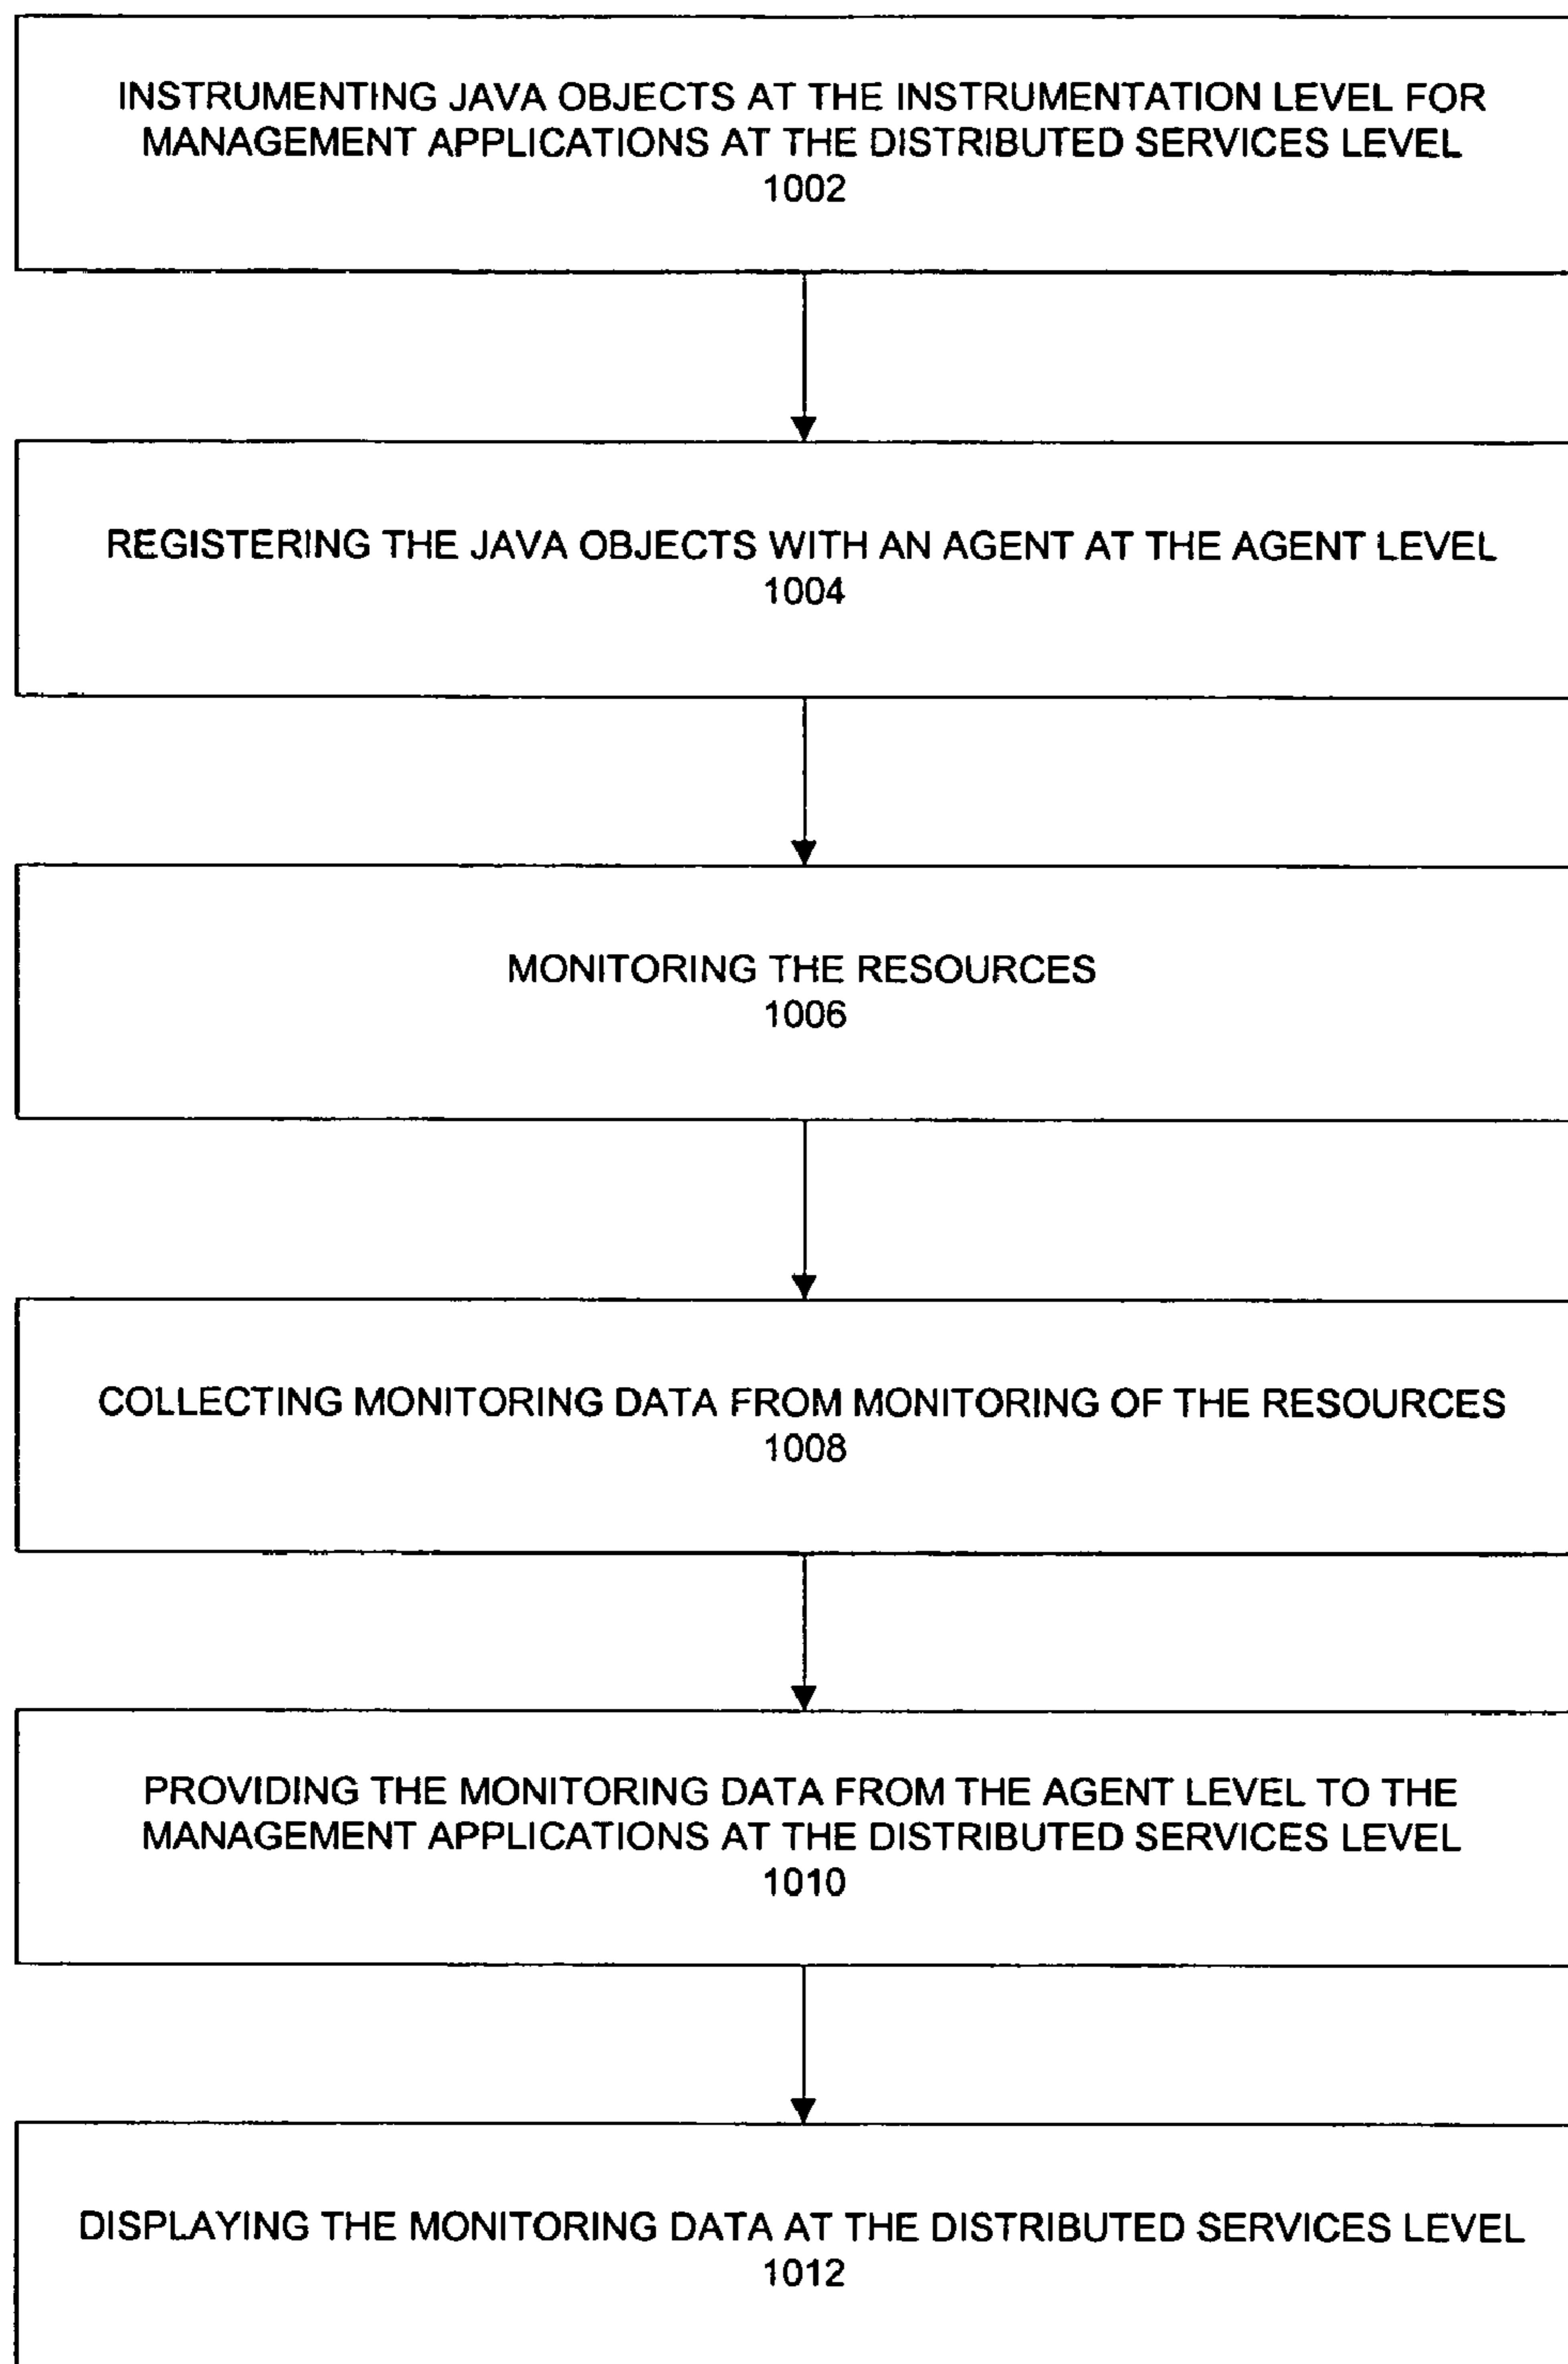 INSTRUMENTING JAVA OBJECTS AT THE INSTRUMENTATION LEVEL FOR
MANAGEMENT APPLICATIONS AT THE DISTRIBUTED SERVICES LEVEL
1002
REGISTERING THE JAVA OBJECTS WITH AN AGENT AT THE AGENT LEVEL
1004
MONITORING THE RESOURCES
1006
COLLECTING MONITORING DATA FROM MONITORING OF THE RESOURCES
1008
PROVIDING THE MONITORING DATA FROM THE AGENT LEVEL TO THE
MANAGEMENT APPLICATIONS AT THE DISTRIBUTED SERVICES LEVEL
1010
DISPLAYING THE MONITORING DATA AT THE DISTRIBUTED SERVICES LEVEL
1012